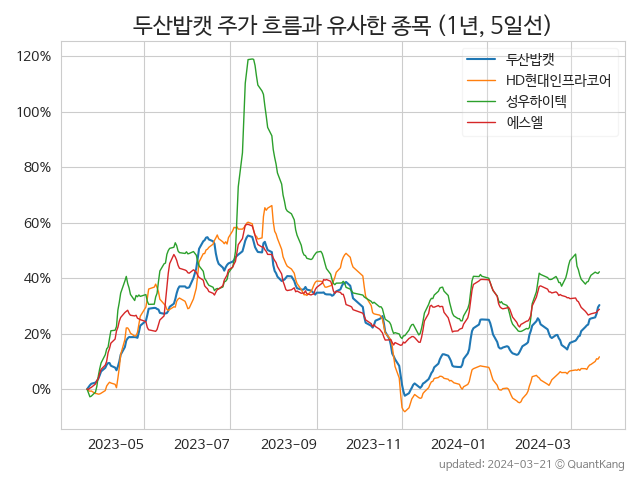 두산밥캣 주가 흐름과 유사한 종목 (1년, 5일선)
120%
100%
80%
60%
40%
20%
0%
두산밥캣
HD현대인프라코어
성우하이텍
에스엘
2023-05
2023-07
2023-09
2023-11
2024-01
2024-03
updated: 2024-03-21 © QuantKang